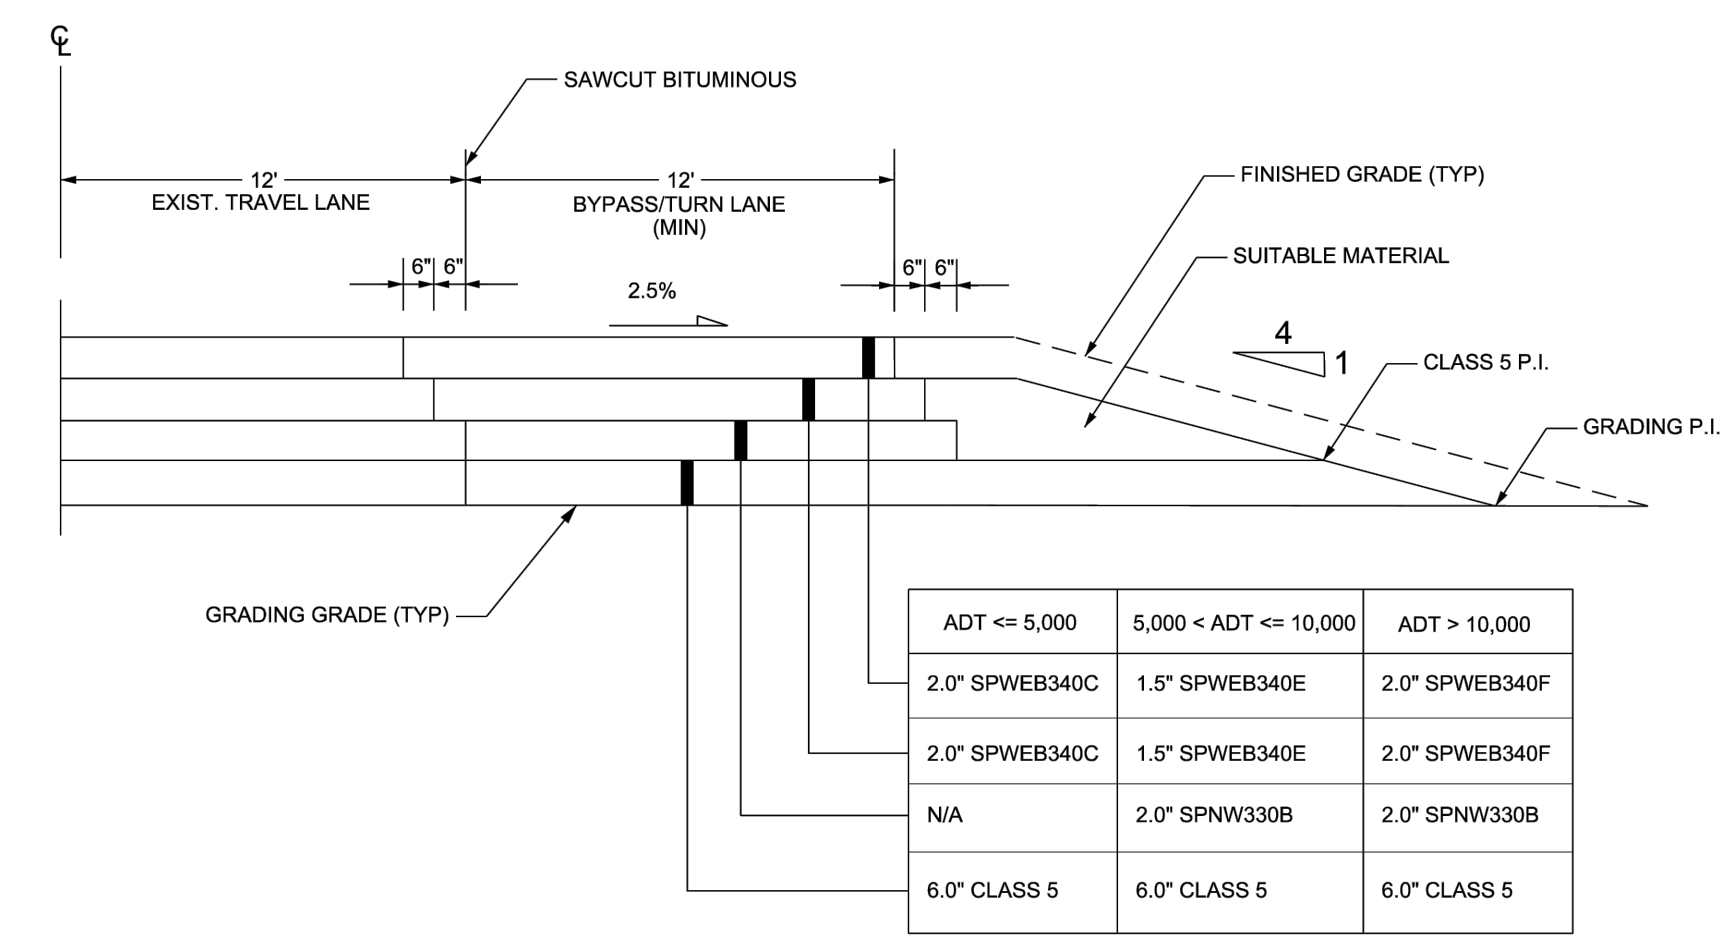 ℄
SAWCUT BITUMINOUS
12'
EXIST. TRAVEL LANE
12'
BYPASS/TURN LANE
(MIN)
FINISHED GRADE (TYP)
SUITABLE MATERIAL
6" 6"
2.5%
6" 6"
4
1
CLASS 5 P.I.
GRADING P.I.
GRADING GRADE (TYP)
ADT <= 5,000 5,000 < ADT <= 10,000 ADT > 10,000
2.0" SPWEB340C 1.5" SPWEB340E 2.0" SPWEB340F
2.0" SPWEB340C 1.5" SPWEB340E 2.0" SPWEB340F
N/A 2.0" SPNW330B 2.0" SPNW330B
6.0" CLASS 5 6.0" CLASS 5 6.0" CLASS 5